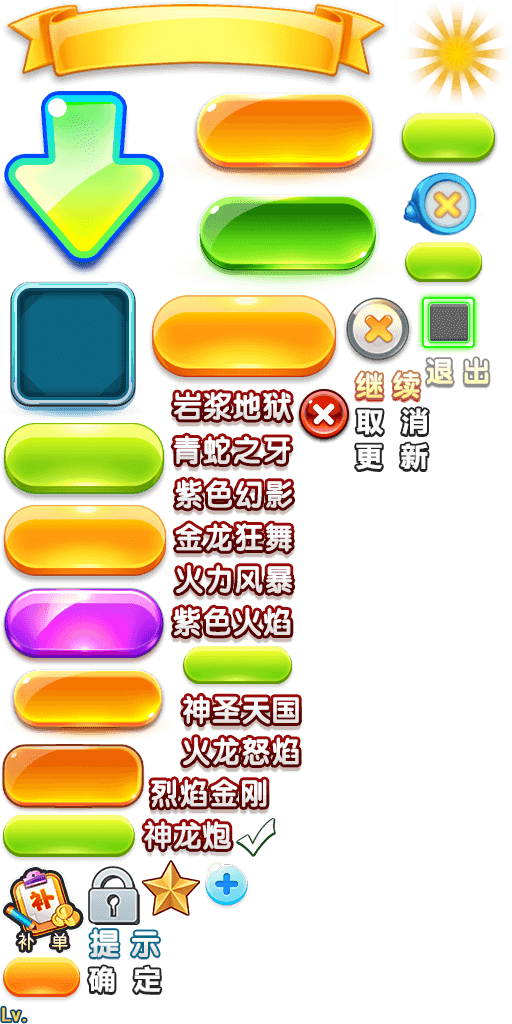 退 出
继 续
岩浆地狱
取 消
青蛇之牙
更 新
紫色幻影
金龙狂舞
火力风暴
紫色火焰
神圣天国
火龙怒焰
烈焰金刚
神龙炮
补
补 单
提 示
确 定
Lv.